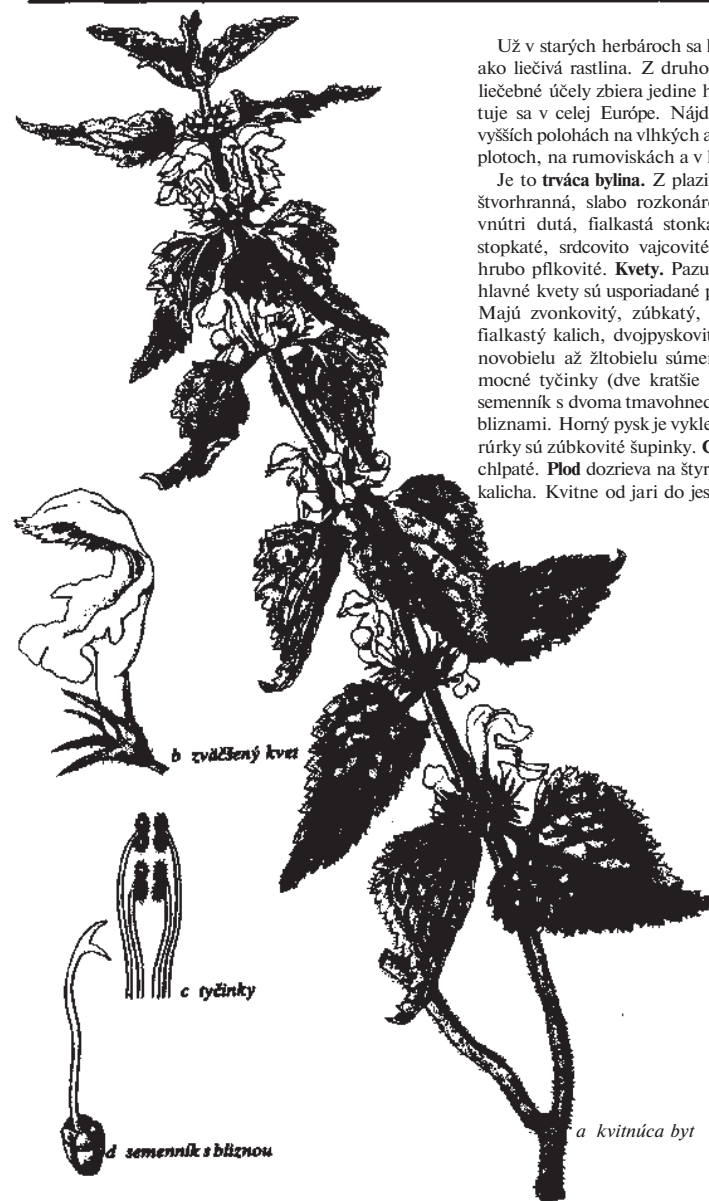 Už v starých herbároch sa
ako liečivá rastlina. Z druho
liečebné účely zbiera jedine
tuje sa v celej Európe. Nájd
vyšších polohách na vlhkých a
plotoch, na rumoviskách a v
Je to trváca bylina. Z plazi
štvorhranná, slabo rozkonár
vnútri dutá, fialkastá stonk
stopkaté, srdcovito vajcovité
hrubo pflkovité. Kvety. Pazu
hlavné kvety sú usporiadané
Majú zvonkovitý, zúbkatý,
fialkastý kalich, dvojpyskovit
novobielu až žltobielu súme
mocné tyčinky (dve kratšie
semenník s dvoma tmavohned
bliznami. Horný pysk je vykle
rúrky sú zúbkovité šupinky.
chlpaté. Plod dozrieva na štyr
kalicha. Kvitne od jari do jes
b zväčšený kvet
c tyčinky
d semenník s bliznou
a kvitnúca byt